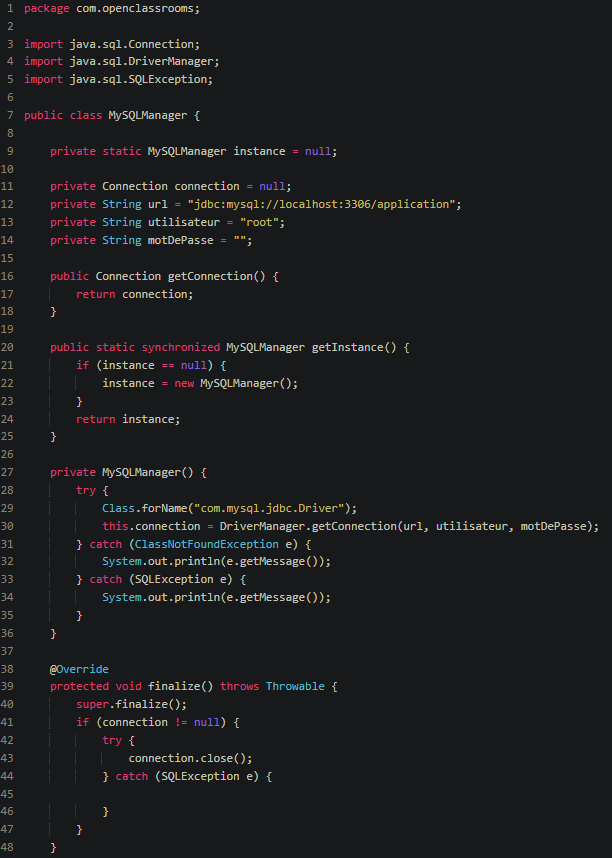 1 package com.openclassrooms;
2
3 import java.sql.Connection;
4 import java.sql.DriverManager;
5 import java.sql.SQLException;
6
7 public class MySQLManager {
8
9     private static MySQLManager instance = null;
10
11     private Connection connection = null;
12     private String url = "jdbc:mysql://localhost:3306/application";
13     private String utilisateur = "root";
14     private String motDePasse = "";
15
16     public Connection getConnection() {
17         return connection;
18     }
19
20     public static synchronized MySQLManager getInstance() {
21         if (instance == null) {
22             instance = new MySQLManager();
23         }
24         return instance;
25     }
26
27     private MySQLManager() {
28         try {
29             Class.forName("com.mysql.jdbc.Driver");
30             this.connection = DriverManager.getConnection(url, utilisateur, motDePasse);
31         } catch (ClassNotFoundException e) {
32             System.out.println(e.getMessage());
33         } catch (SQLException e) {
34             System.out.println(e.getMessage());
35         }
36     }
37
38     @Override
39     protected void finalize() throws Throwable {
40         super.finalize();
41         if (connection != null) {
42             try {
43                 connection.close();
44             } catch (SQLException e) {
45
46             }
47         }
48     }